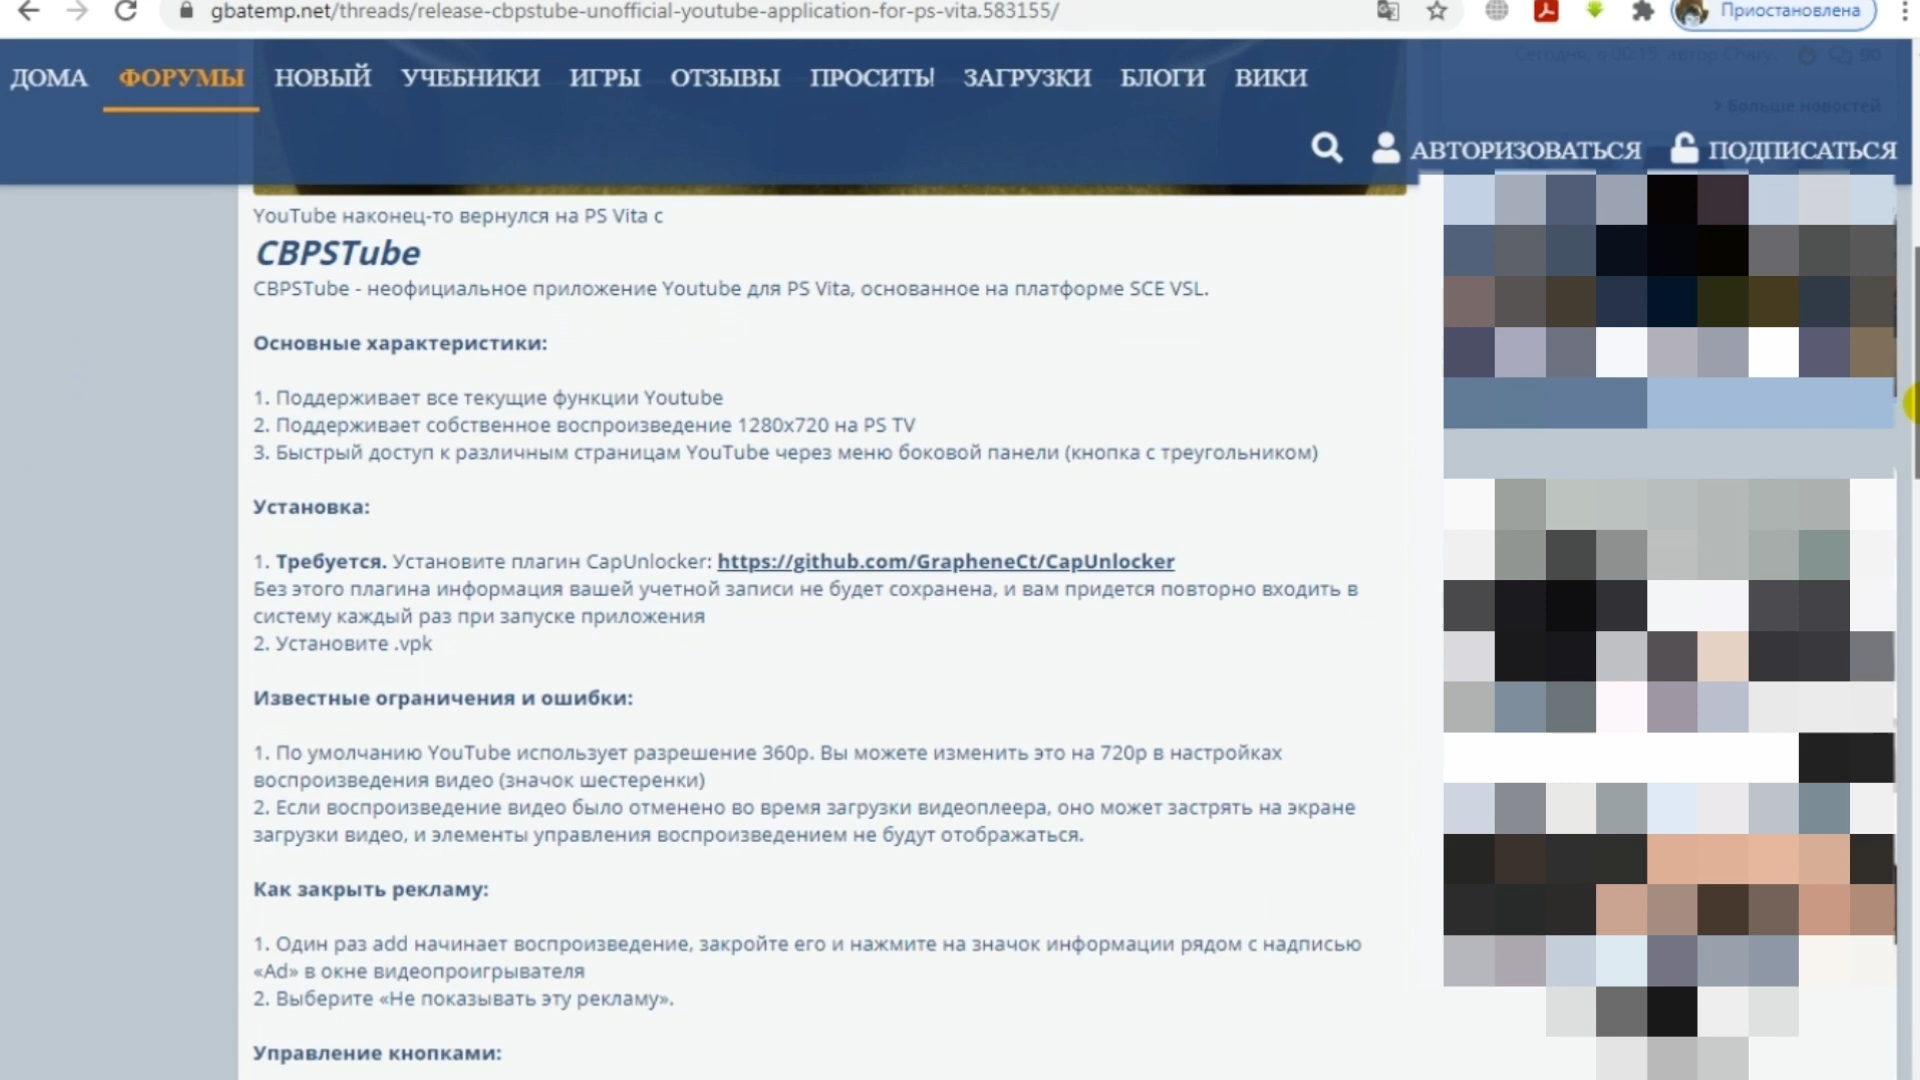 gbatemp.net/threads/release-cbpstube-unofficial-youtube-application-for-ps-vita.583155/
Приостановлена
Сегодня, в 00:15, автор Chary
> Больше новостей
ДОМА ФОРУМЫ НОВЫЙ УЧЕБНИКИ ИГРЫ ОТЗЫВЫ ПРОСИТЬ! ЗАГРУЗКИ БЛОГИ ВИКИ
АВТОРИЗОВАТЬСЯ ПОДПИСАТЬСЯ
YouTube наконец-то вернулся на PS Vita с
CBPSTube
CBPSTube - неофициальное приложение Youtube для PS Vita, основанное на платформе SCE VSL.
Основные характеристики:
1. Поддерживает все текущие функции Youtube
2. Поддерживает собственное воспроизведение 1280x720 на PS TV
3. Быстрый доступ к различным страницам YouTube через меню боковой панели (кнопка с треугольником)
Установка:
1. Требуется. Установите плагин CapUnlocker: https://github.com/GrapheneCt/CapUnlocker
Без этого плагина информация вашей учетной записи не будет сохранена, и вам придется повторно входить в
систему каждый раз при запуске приложения
2. Установите .vpk
Известные ограничения и ошибки:
1. По умолчанию YouTube использует разрешение 360p. Вы можете изменить это на 720p в настройках
воспроизведения видео (значок шестеренки)
2. Если воспроизведение видео было отменено во время загрузки видеоплеера, оно может застрять на экране
загрузки видео, и элементы управления воспроизведением не будут отображаться.
Как закрыть рекламу:
1. Один раз add начинает воспроизведение, закройте его и нажмите на значок информации рядом с надписью
«Ad» в окне видеопроигрывателя
2. Выберите «Не показывать эту рекламу».
Управление кнопками: